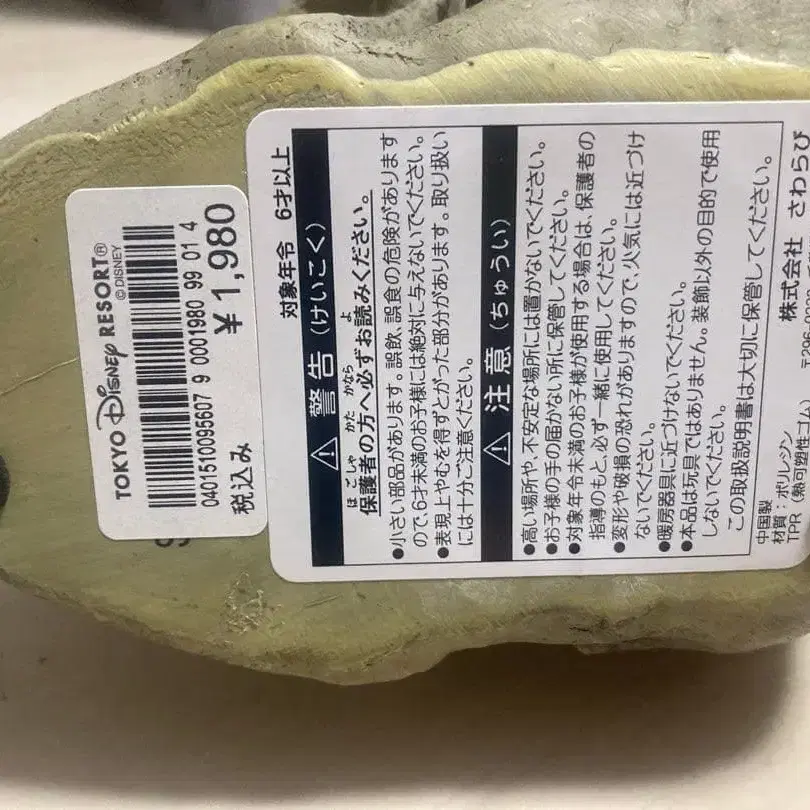 TOKYO DISNEY RESORT®
© DISNEY
0401510095607 9 0001980 99 01 4
税込み ¥1,980
対象年令 6才以上
警告(けいこく)
ほごしゃ かた かなら よ
保護者の方へ必ずお読みください。
●小さい部品があります。誤飲、誤食の危険があります
ので、6才未満のお子様には絶対に与えないでください。
●表現上やむを得ずとがった部分があります。取り扱い
には十分ご注意ください。
注意(ちゅうい)
●高い場所や、不安定な場所には置かないでください。
●お子様の手の届かない所に保管してください。
●対象年令未満のお子様が使用する場合は、保護者の
指導のもと、必ず一緒に使用してください。
●変形や破損の恐れがありますので、火気には近づけ
ないでください。
●暖房器具に近づけないでください。
●本品は玩具ではありません。装飾以外の目的で使用
しないでください。
この取扱説明書は大切に保管してください。
中国製
株式会社 さわらび
材質:ポリレジン
TPR(熱可塑性ゴム)